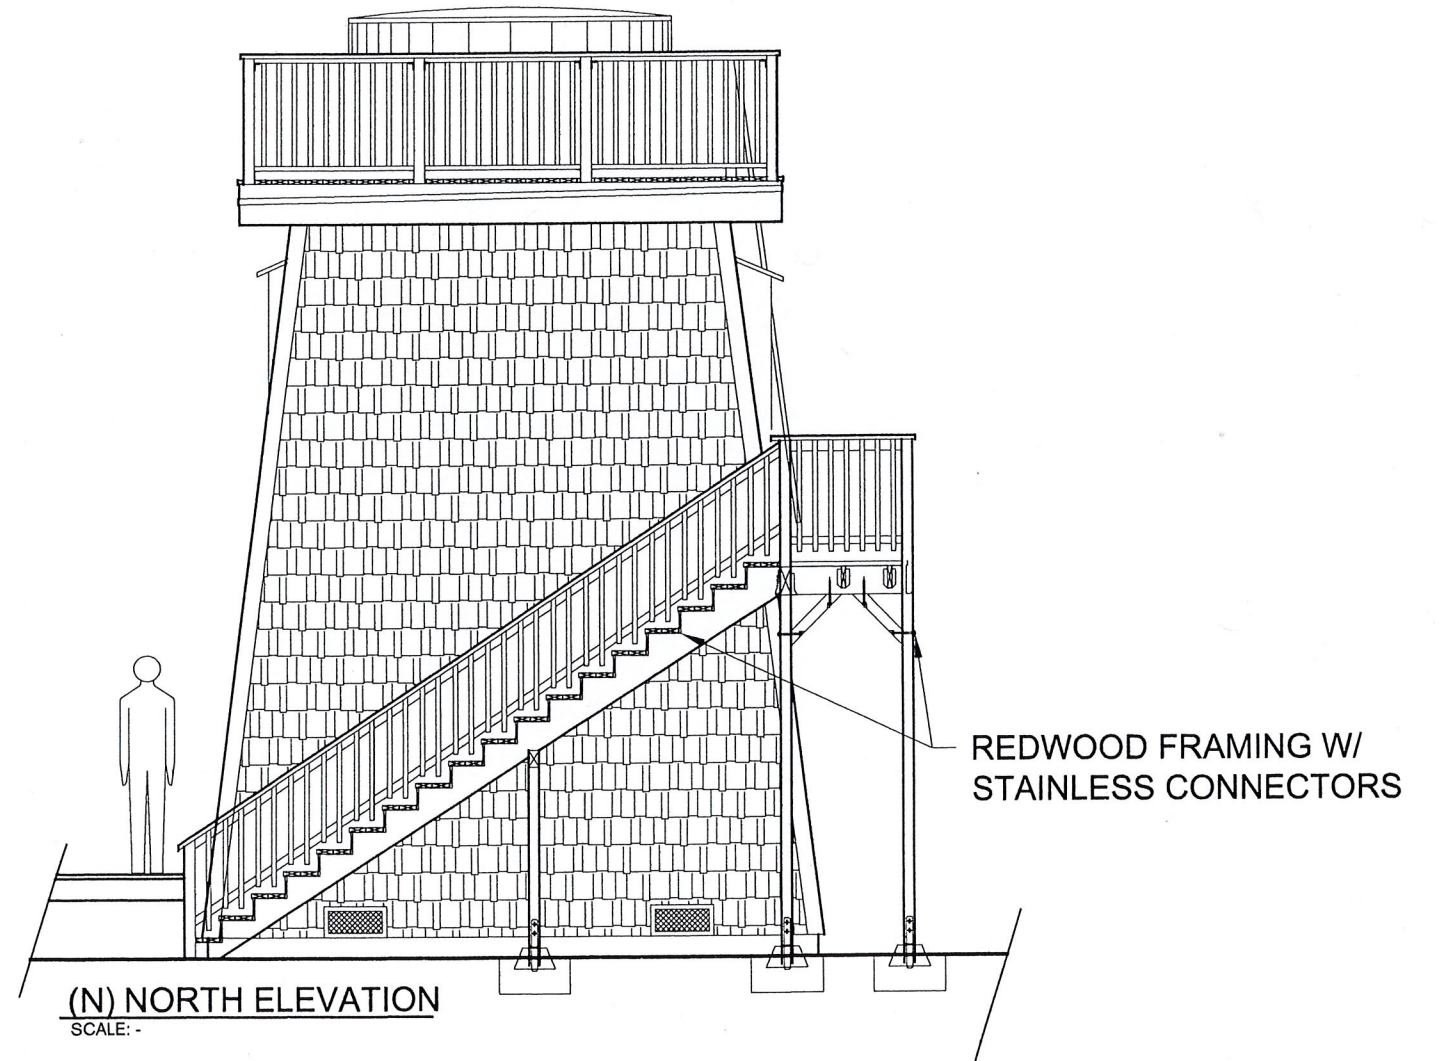 REDWOOD FRAMING W/
STAINLESS CONNECTORS
(N) NORTH ELEVATION
SCALE: -